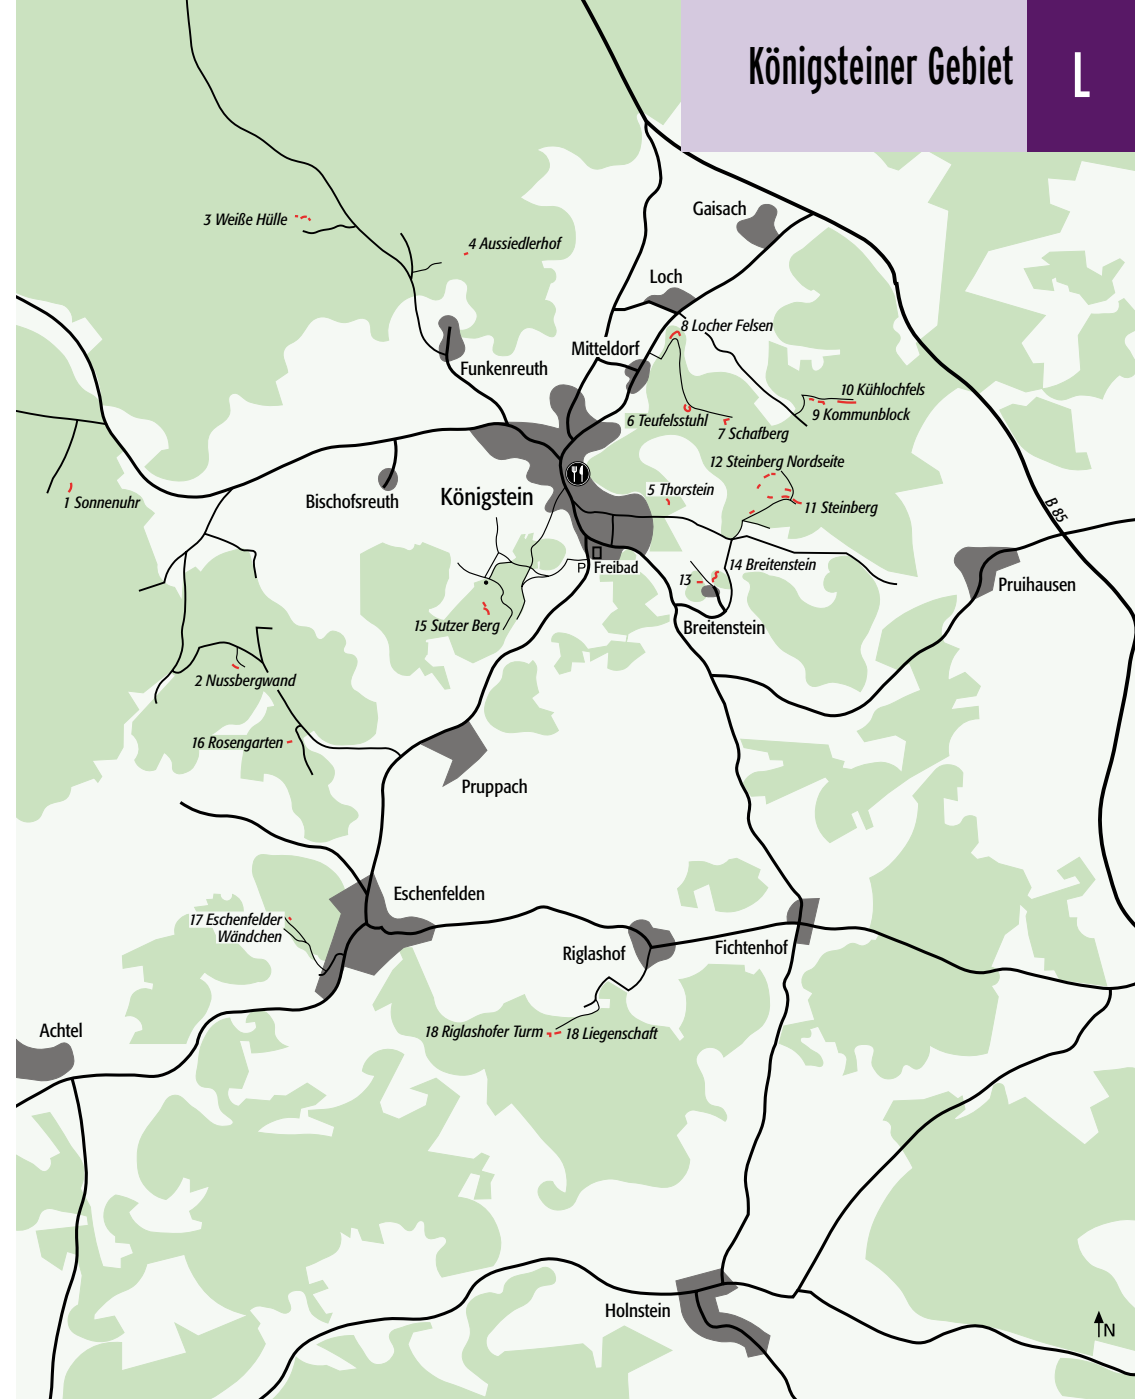 Königsteiner Gebiet
L
Gaisach
3 Weiße Hülle
4 Aussiedlerhof
Loch
8 Locher Felsen
Mitteldorf
Funkenreuth
10 Kühlochfels
9 Kommunblock
6 Teufelsstuhl
7 Schafberg
12 Steinberg Nordseite
5 Thorstein
Königstein
Bischofsreuth
1 Sonnenuhr
11 Steinberg
B 85
P
Freibad
14 Breitenstein
13
Pruihausen
15 Sutzer Berg
Breitenstein
2 Nussbergwand
16 Rosengarten
Pruppach
Eschenfelden
17 Eschenfelder
Wändchen
Riglashof
Fichtenhof
Achtel
18 Riglashofer Turm
18 Liegenschaft
Holnstein
N